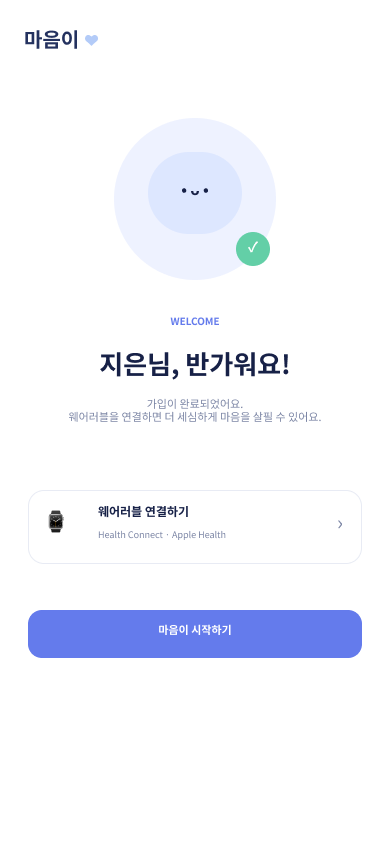 마음이
WELCOME
지은님, 반가워요!
가입이 완료되었어요.
웨어러블을 연결하면 더 세심하게 마음을 살필 수 있어요.
웨어러블 연결하기
Health Connect · Apple Health
마음이 시작하기